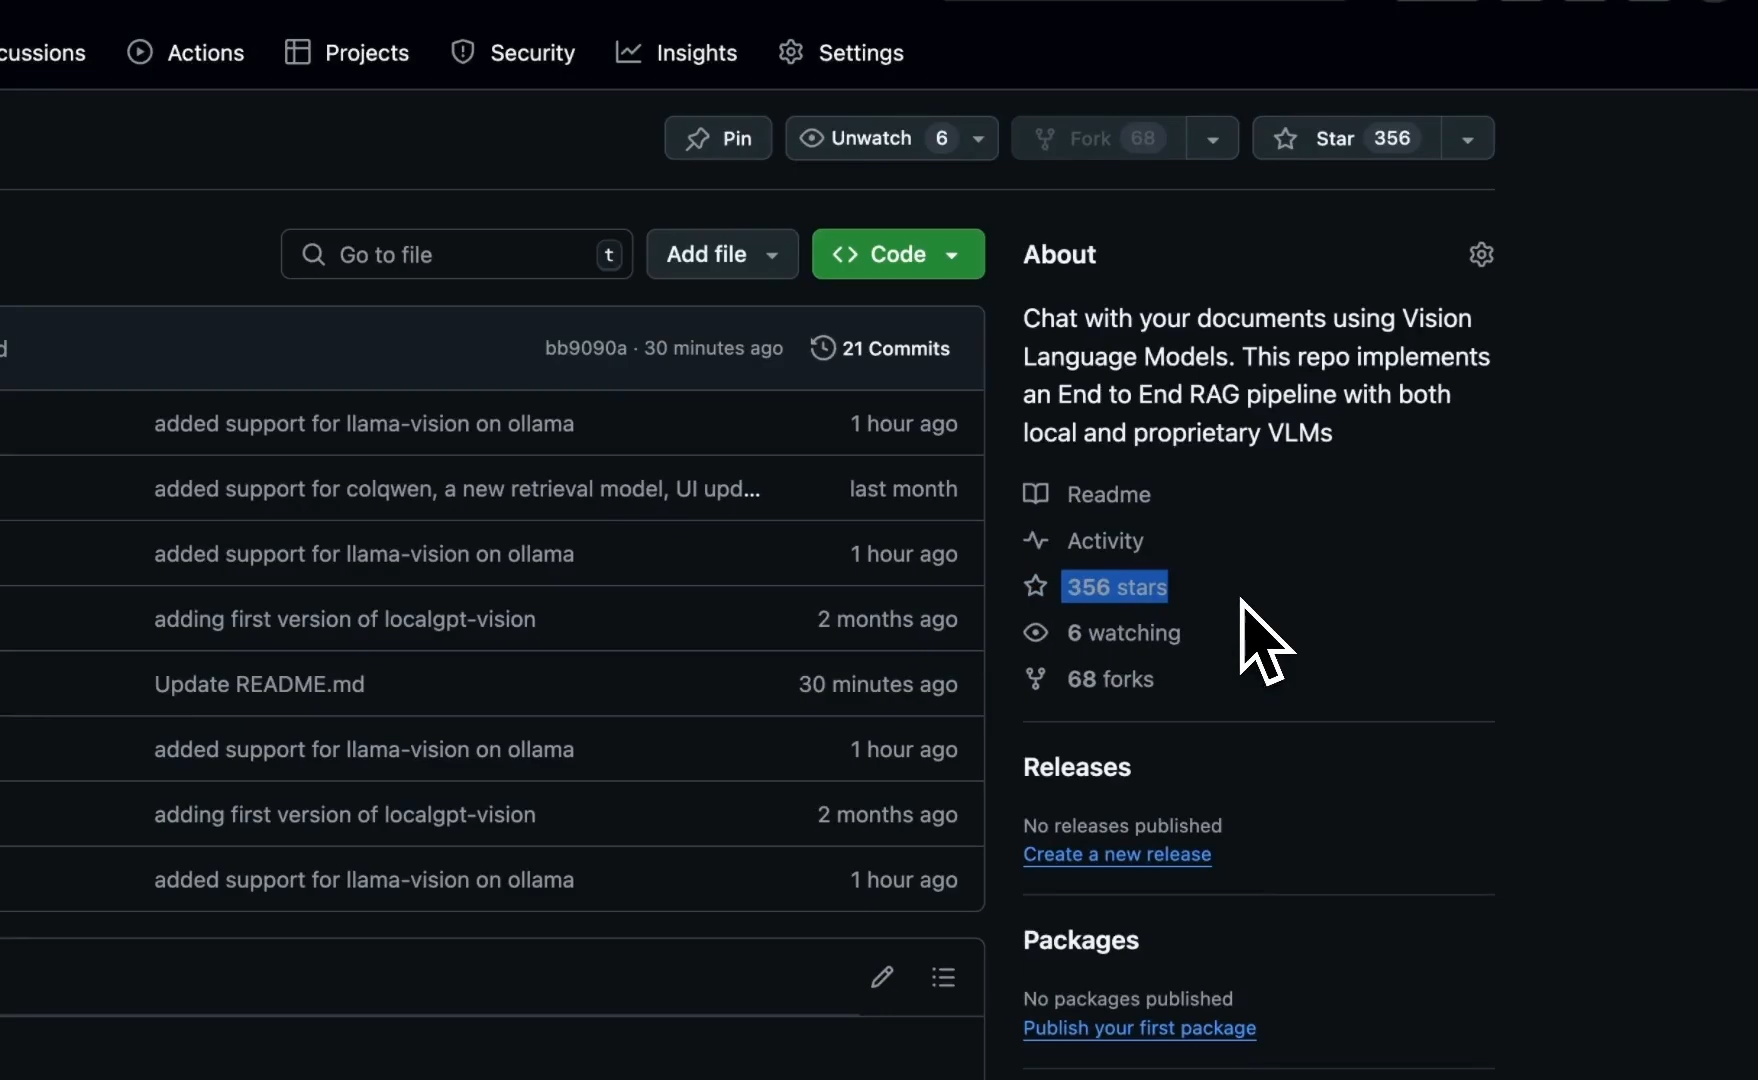 cussions
Actions
Projects
Security
Insights
Settings
Pin
Unwatch 6
Fork 68
Star 356
Go to file t
Add file
Code
About
Chat with your documents using Vision
Language Models. This repo implements
an End to End RAG pipeline with both
local and proprietary VLMs
d bb9090a · 30 minutes ago 21 Commits
added support for llama-vision on ollama 1 hour ago
added support for colqwen, a new retrieval model, UI upd... last month
added support for llama-vision on ollama 1 hour ago
adding first version of localgpt-vision 2 months ago
Update README.md 30 minutes ago
added support for llama-vision on ollama 1 hour ago
adding first version of localgpt-vision 2 months ago
added support for llama-vision on ollama 1 hour ago
Readme
Activity
356 stars
6 watching
68 forks
Releases
No releases published
Create a new release
Packages
No packages published
Publish your first package